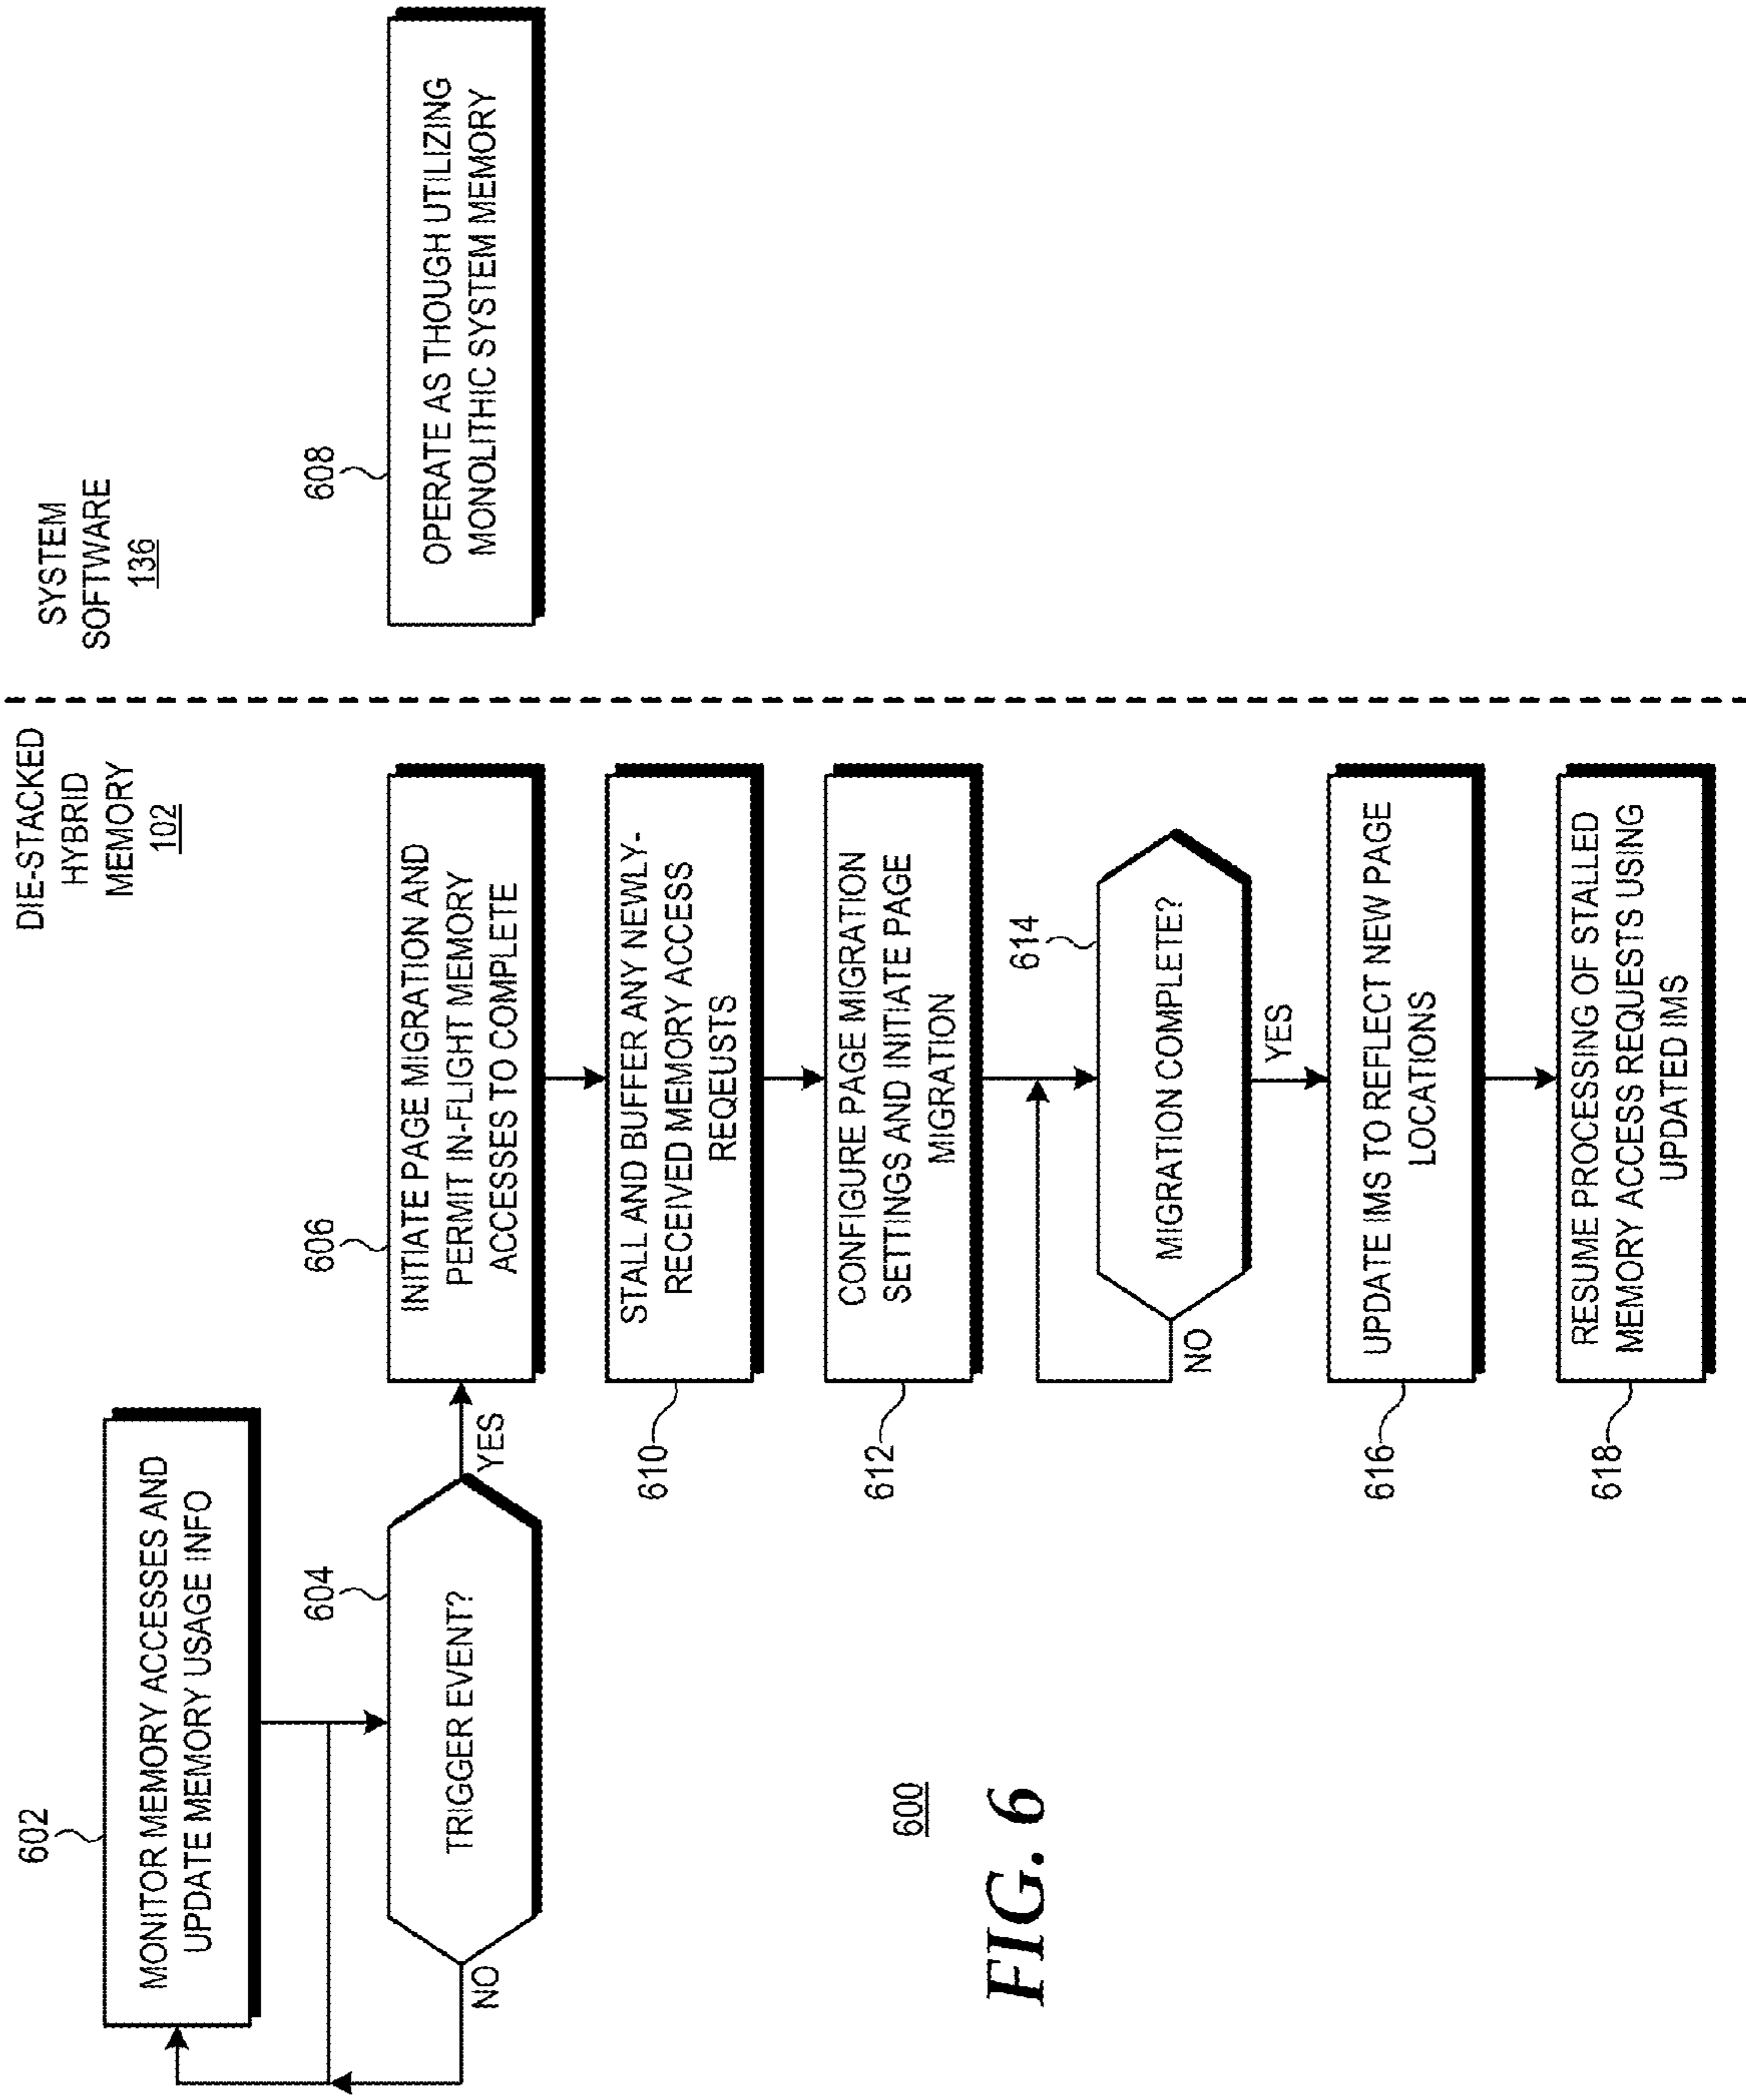 DIE-STACKED
HYBRID
MEMORY
102
SYSTEM
SOFTWARE
136
602
MONITOR MEMORY ACCESSES AND
UPDATE MEMORY USAGE INFO
604
TRIGGER EVENT?
NO
YES
606
INITIATE PAGE MIGRATION AND
PERMIT IN-FLIGHT MEMORY
ACCESSES TO COMPLETE
608
OPERATE AS THOUGH UTILIZING
MONOLITHIC SYSTEM MEMORY
610
STALL AND BUFFER ANY NEWLY-
RECEIVED MEMORY ACCESS
REQEUSTS
612
CONFIGURE PAGE MIGRATION
SETTINGS AND INITIATE PAGE
MIGRATION
614
MIGRATION COMPLETE?
NO
YES
616
UPDATE IMS TO REFLECT NEW PAGE
LOCATIONS
618
RESUME PROCESSING OF STALLED
MEMORY ACCESS REQUESTS USING
UPDATED IMS
600
FIG. 6